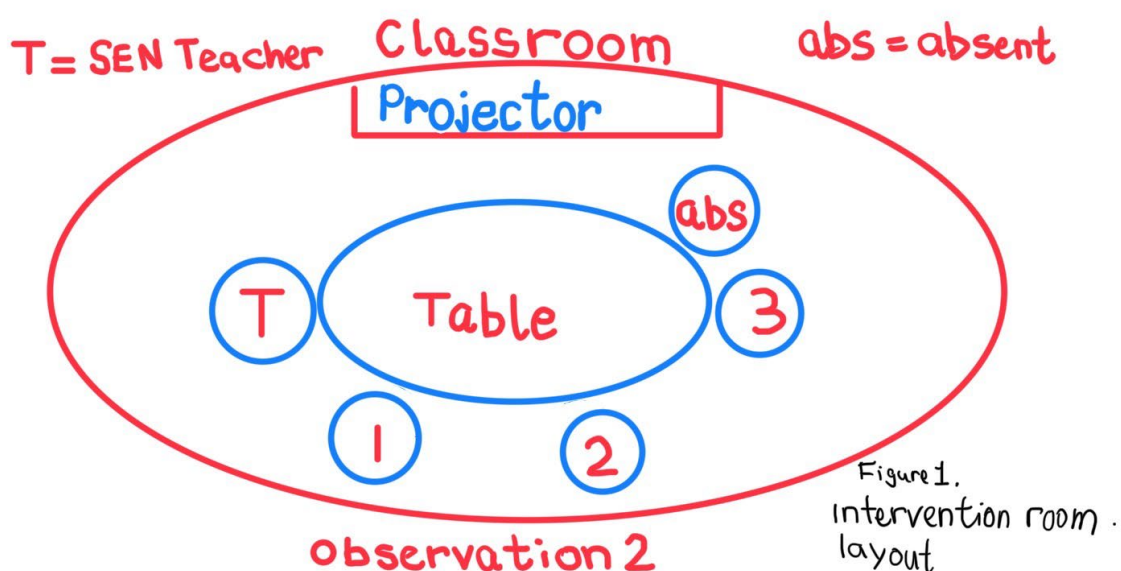 T = SEN Teacher
Classroom
abs = absent
Projector
abs
T
Table
3
1
2
Figure 1.
intervention room .
layout
observation 2